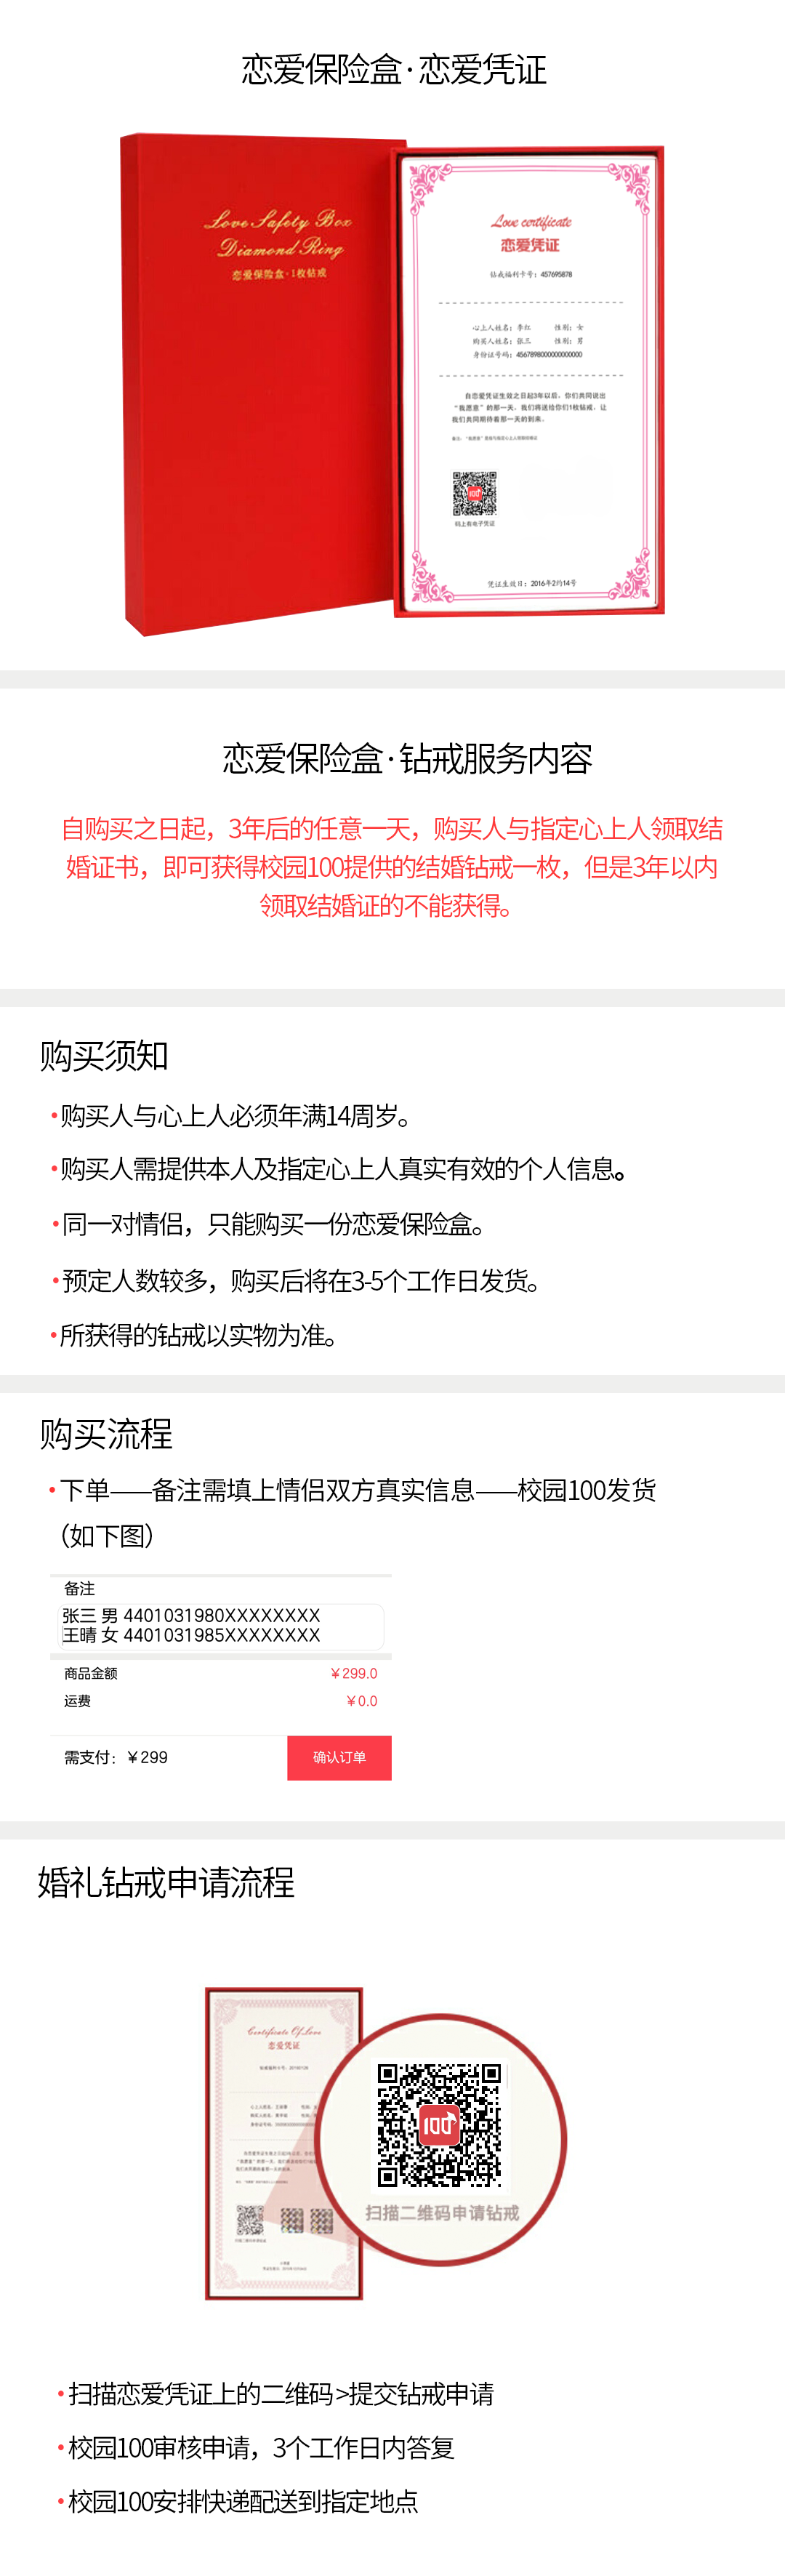 恋爱保险盒·恋爱凭证
Love Safety Box
Diamond Ring
恋爱保险盒·1枚钻戒
Love certificate
恋爱凭证
钻戒福利卡号：457695878
心上人姓名：李红 性别：女
购买人姓名：张三 性别：男
身份证号码：4567898000000000000
自恋爱凭证生效之日起3年以后，你们共同说出
“我愿意”的那一天，我们将送给你们1枚钻戒，让
我们共同期待着那一天的到来。
码上有电子凭证
凭证生效日：2016年2约14号
恋爱保险盒·钻戒服务内容
自购买之日起，3年后的任意一天，购买人与指定心上人领取结
婚证书，即可获得校园100提供的结婚钻戒一枚，但是3年以内
领取结婚证的不能获得。
购买须知
•购买人与心上人必须年满14周岁。
•购买人需提供本人及指定心上人真实有效的个人信息。
•同一对情侣，只能购买一份恋爱保险盒。
•预定人数较多，购买后将在3-5个工作日发货。
•所获得的钻戒以实物为准。
购买流程
•下单——备注需填上情侣双方真实信息——校园100发货
（如下图）
备注
张三 男 4401031980XXXXXXXX
王晴 女 4401031985XXXXXXXX
商品金额 ￥299.0
运费 ￥0.0
需支付：￥299 确认订单
婚礼钻戒申请流程
Certificate Of Love
恋爱凭证
100
扫描二维码申请钻戒
•扫描恋爱凭证上的二维码>提交钻戒申请
•校园100审核申请，3个工作日内答复
•校园100安排快递配送到指定地点